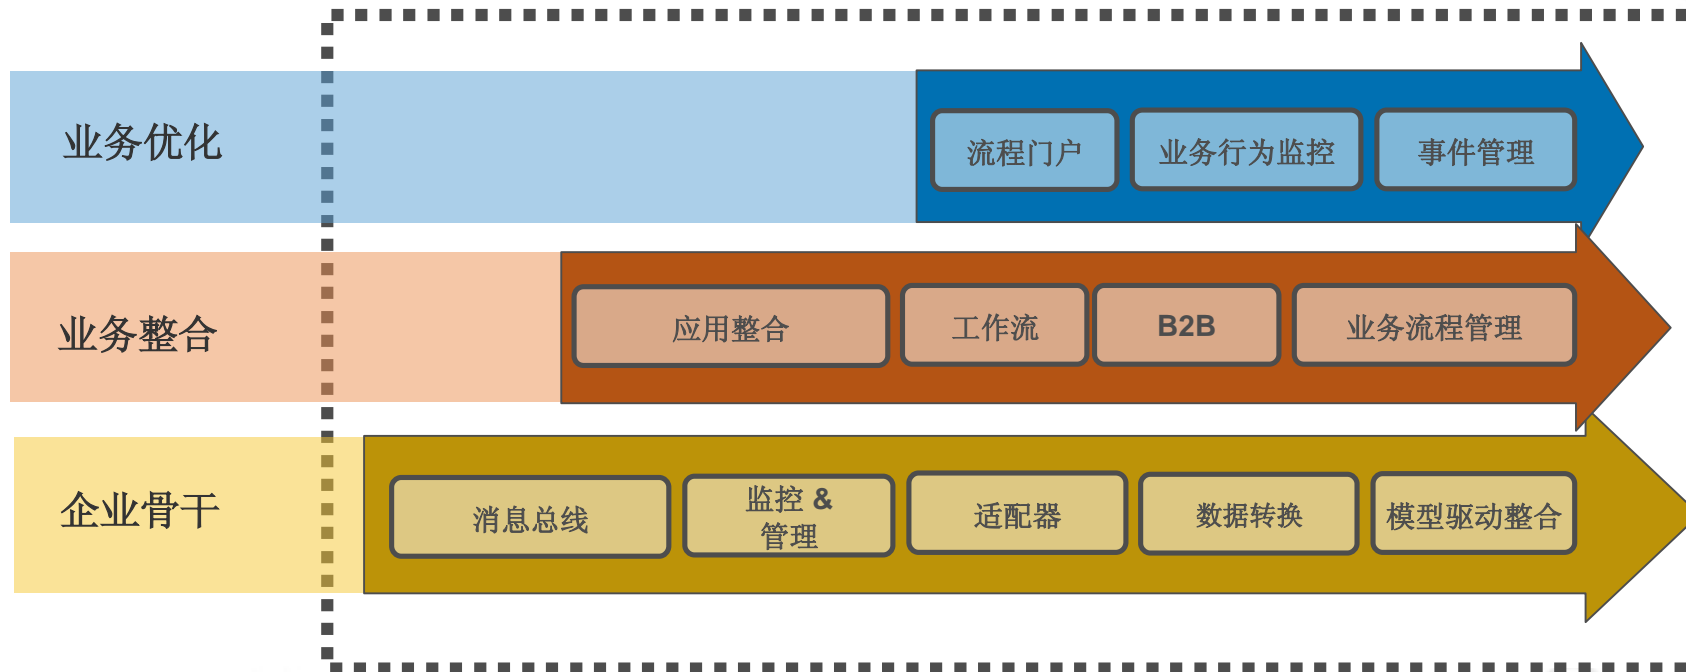 业务优化
流程门户
业务行为监控
事件管理
业务整合
应用整合
工作流
B2B
业务流程管理
企业骨干
消息总线
监控 &
管理
适配器
数据转换
模型驱动整合